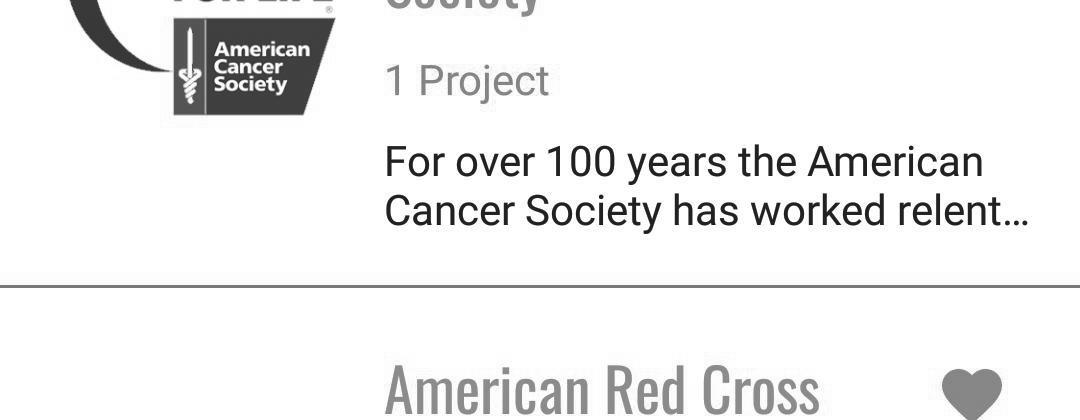 Society
American
Cancer
Society
1 Project
For over 100 years the American
Cancer Society has worked relent...
American Red Cross